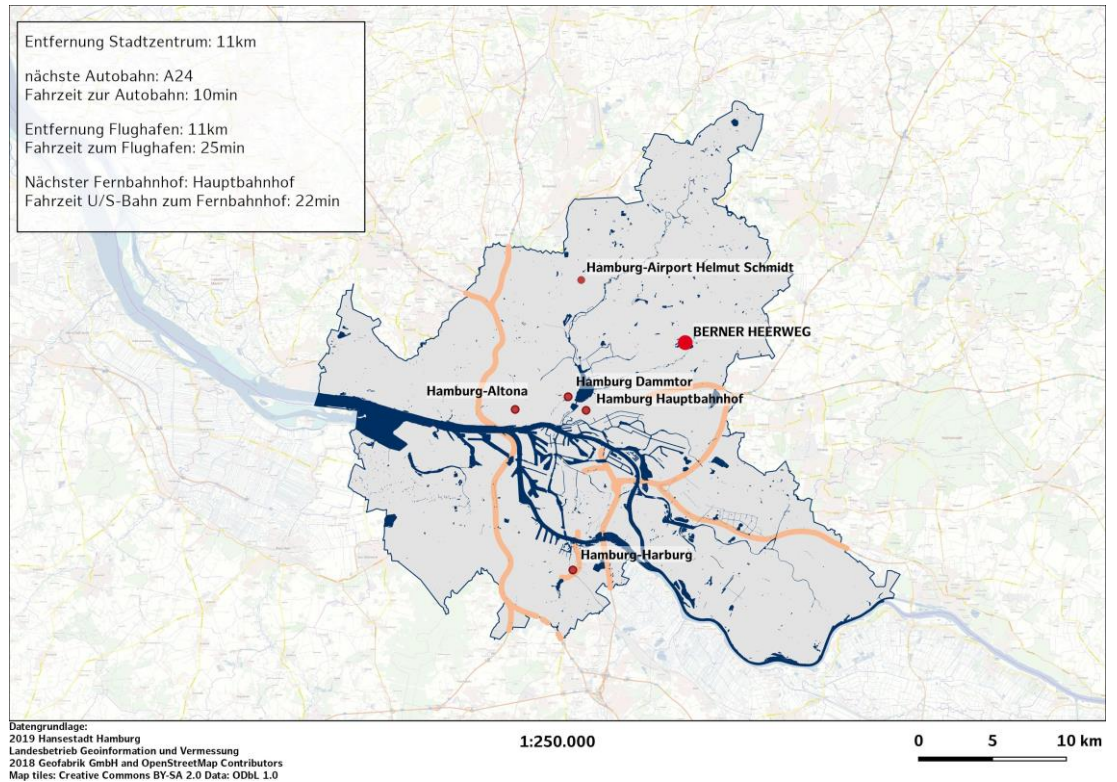 Entfernung Stadtzentrum: 11km
nächste Autobahn: A24
Fahrzeit zur Autobahn: 10min
Entfernung Flughafen: 11km
Fahrzeit zum Flughafen: 25min
Nächster Fernbahnhof: Hauptbahnhof
Fahrzeit U/S-Bahn zum Fernbahnhof: 22min
Hamburg-Airport Helmut Schmidt
BERNER HEERWEG
Hamburg Dammtor
Hamburg-Altona
Hamburg Hauptbahnhof
Hamburg-Harburg
Datengrundlage:
2019 Hansestadt Hamburg
Landesbetrieb Geoinformation und Vermessung
2018 Geofabrik GmbH and OpenStreetMap Contributors
Map tiles: Creative Commons BY-SA 2.0 Data: ODbL 1.0
1:250.000
0 5 10 km